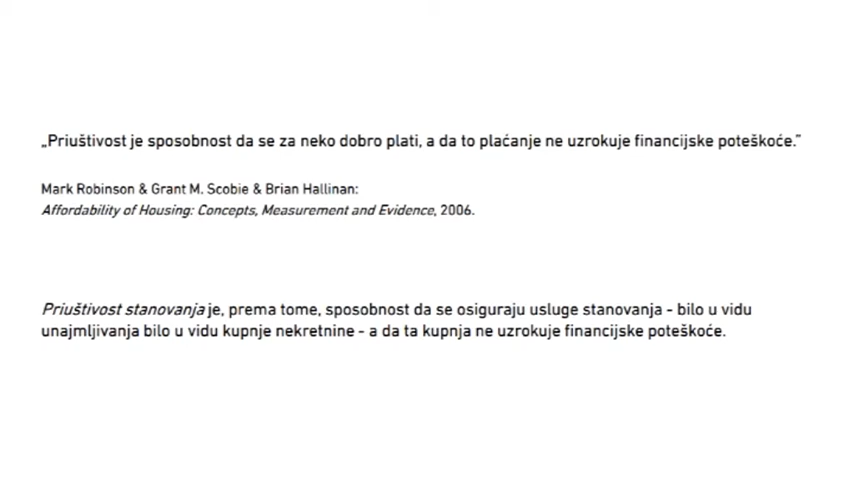 „Priuštivost je sposobnost da se za neko dobro plati, a da to plaćanje ne uzrokuje financijske poteškoće.”
Mark Robinson & Grant M. Scobie & Brian Hallinan:
Affordability of Housing: Concepts, Measurement and Evidence, 2006.
Priuštivost stanovanja je, prema tome, sposobnost da se osiguraju usluge stanovanja - bilo u vidu
unajmljivanja bilo u vidu kupnje nekretnine - a da ta kupnja ne uzrokuje financijske poteškoće.